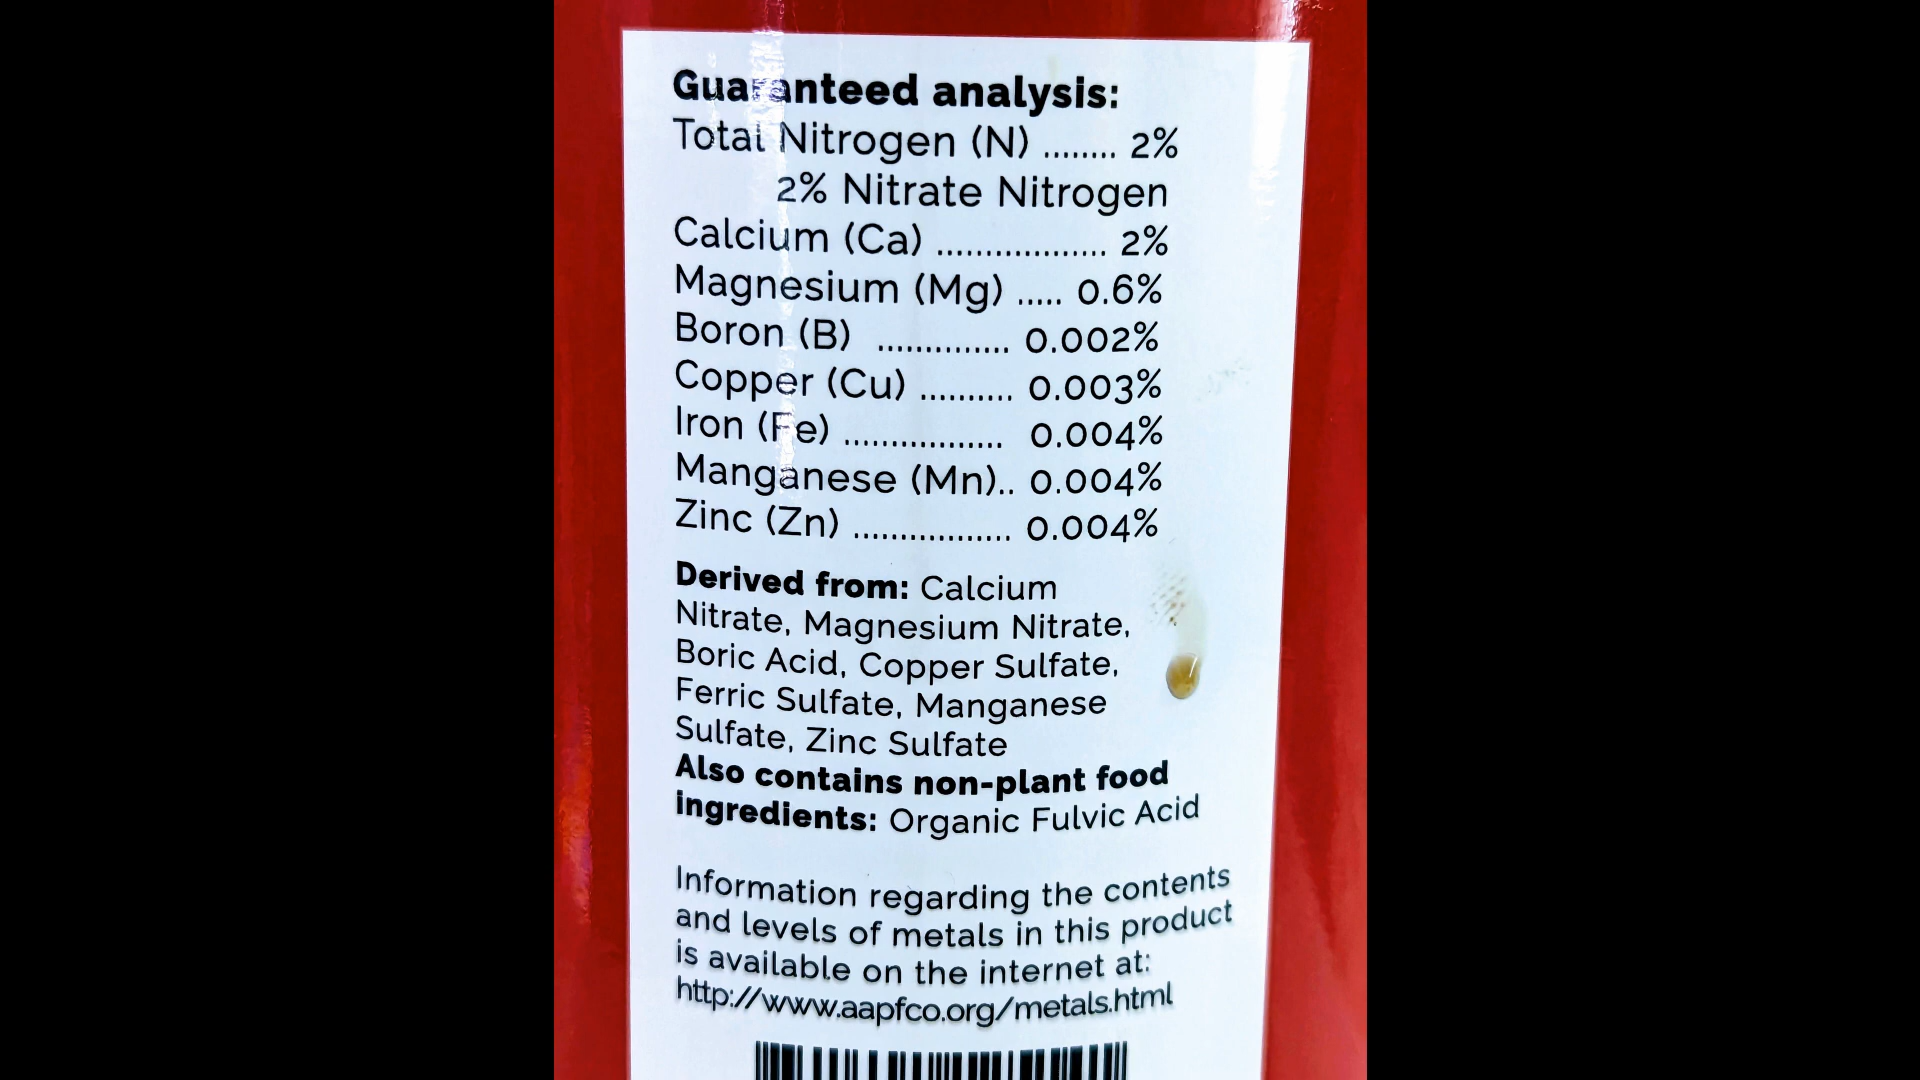 Guaranteed analysis:
Total Nitrogen (N) ........ 2%
2% Nitrate Nitrogen
Calcium (Ca) .................. 2%
Magnesium (Mg) ..... 0.6%
Boron (B) .............. 0.002%
Copper (Cu) .......... 0.003%
Iron (Fe) ................. 0.004%
Manganese (Mn).. 0.004%
Zinc (Zn) ................. 0.004%
Derived from: Calcium
Nitrate, Magnesium Nitrate,
Boric Acid, Copper Sulfate,
Ferric Sulfate, Manganese
Sulfate, Zinc Sulfate
Also contains non-plant food
ingredients: Organic Fulvic Acid
Information regarding the contents
and levels of metals in this product
is available on the internet at:
http://www.aapfco.org/metals.html